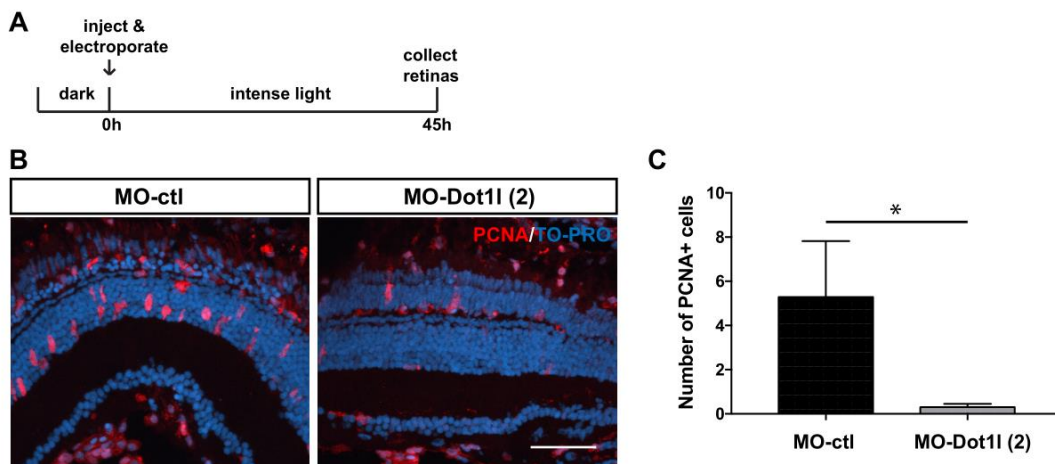 A
inject &
electroporate
dark
intense light
collect
retinas
0h
45h
B
MO-ctl
MO-Dot1l (2)
PCNA/TO-PRO
C
Number of PCNA+ cells
10
8
6
4
2
0
*
MO-ctl
MO-Dot1l (2)